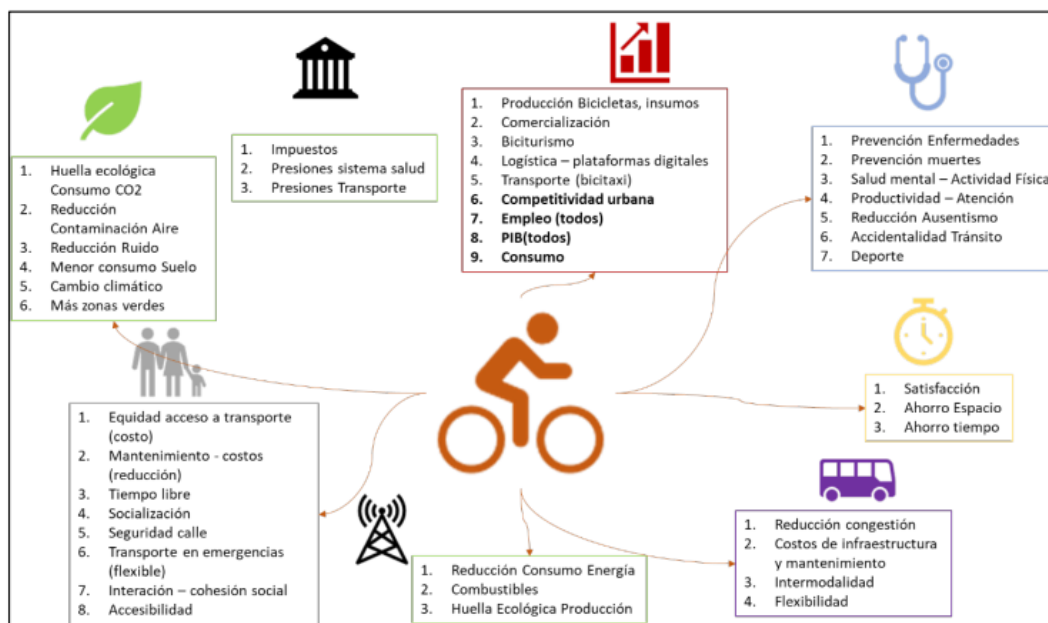 1. Huella ecológica
Consumo CO2
2. Reducción
Contaminación Aire
3. Reducción Ruido
4. Menor consumo Suelo
5. Cambio climático
6. Más zonas verdes
1. Impuestos
2. Presiones sistema salud
3. Presiones Transporte
1. Producción Bicicletas, insumos
2. Comercialización
3. Biciturismo
4. Logística – plataformas digitales
5. Transporte (bicitaxi)
6. Competitividad urbana
7. Empleo (todos)
8. PIB(todos)
9. Consumo
1. Prevención Enfermedades
2. Prevención muertes
3. Salud mental – Actividad Física
4. Productividad – Atención
5. Reducción Ausentismo
6. Accidentalidad Tránsito
7. Deporte
1. Satisfacción
2. Ahorro Espacio
3. Ahorro tiempo
1. Equidad acceso a transporte
(costo)
2. Mantenimiento - costos
(reducción)
3. Tiempo libre
4. Socialización
5. Seguridad calle
6. Transporte en emergencias
(flexible)
7. Interación – cohesión social
8. Accesibilidad
1. Reducción Consumo Energía
2. Combustibles
3. Huella Ecológica Producción
1. Reducción congestión
2. Costos de infraestructura
y mantenimiento
3. Intermodalidad
4. Flexibilidad